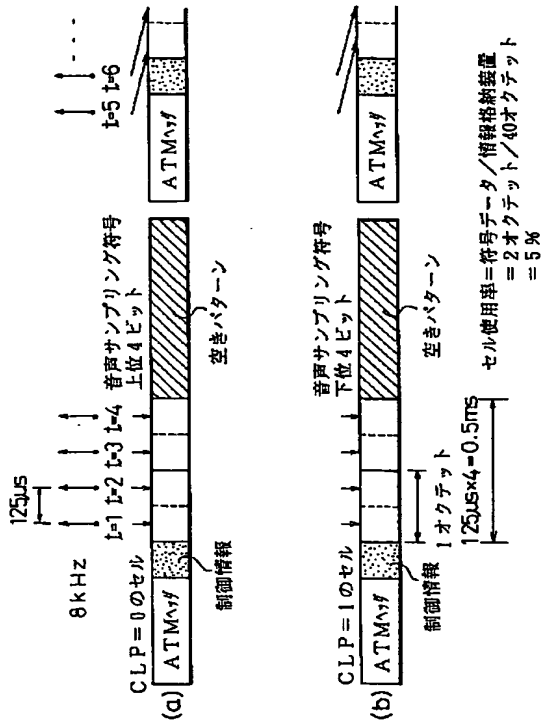 8kHz
125μs
t=1 t=2 t=3 t=4
t=5 t=6
CLP=0のセル
音声サンプリング符号
上位4ビット
(a)
ATMヘッダ
ATMヘッダ
制御情報
空きパターン
CLP=1のセル
音声サンプリング符号
下位4ビット
(b)
ATMヘッダ
ATMヘッダ
制御情報
1オクテット
空きパターン
125μs×4=0.5ms
セル使用率=符号データ/情報格納装置
=2オクテット/40オクテット
=5%